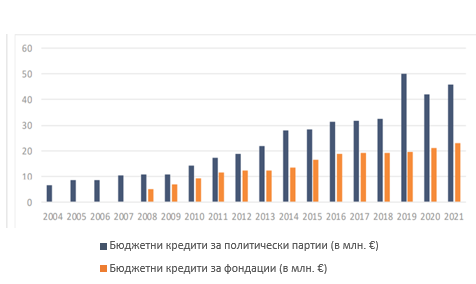 60
50
40
30
20
10
0
2004 2005 2006 2007 2008 2009 2010 2011 2012 2013 2014 2015 2016 2017 2018 2019 2020 2021
Бюджетни кредити за политически партии (в млн. €)
Бюджетни кредити за фондации (в млн. €)